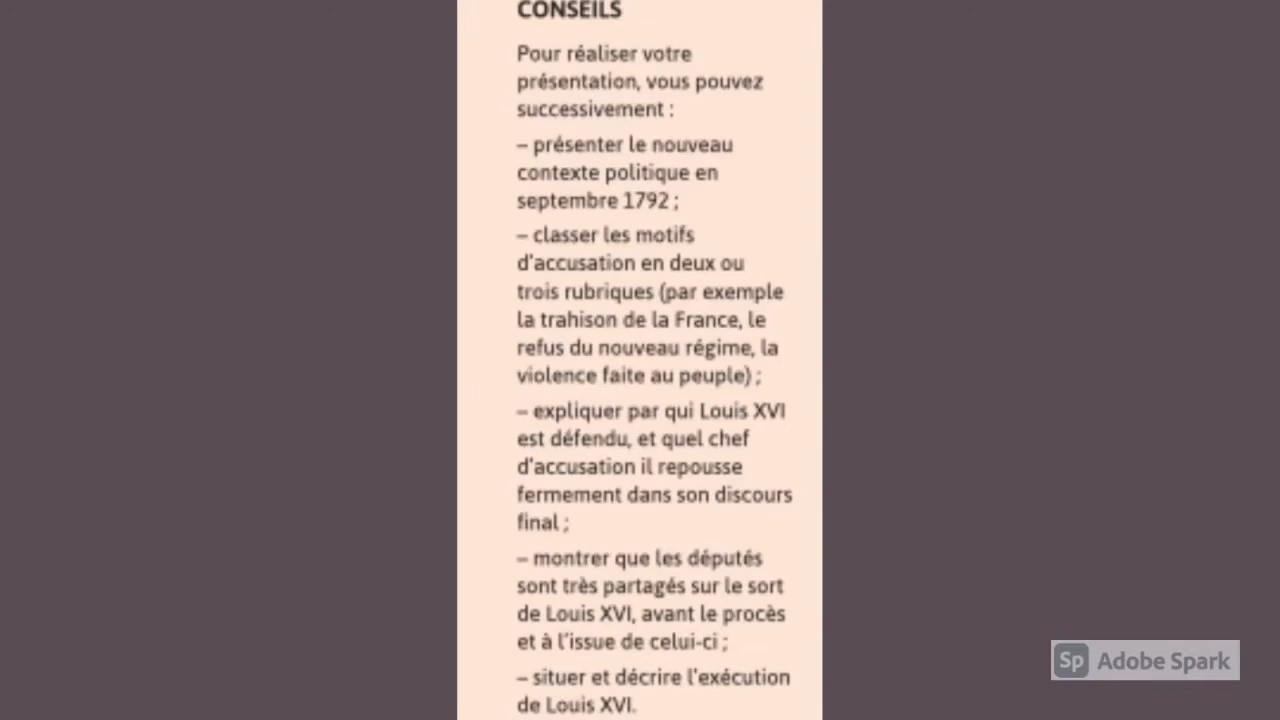 CONSEILS
Pour réaliser votre
présentation, vous pouvez
successivement :
– présenter le nouveau
contexte politique en
septembre 1792 ;
– classer les motifs
d'accusation en deux ou
trois rubriques (par exemple
la trahison de la France, le
refus du nouveau régime, la
violence faite au peuple) ;
– expliquer par qui Louis XVI
est défendu, et quel chef
d'accusation il repousse
fermement dans son discours
final ;
– montrer que les députés
sont très partagés sur le sort
de Louis XVI, avant le procès
et à l'issue de celui-ci ;
– situer et décrire l'exécution
de Louis XVI.
Sp Adobe Spark